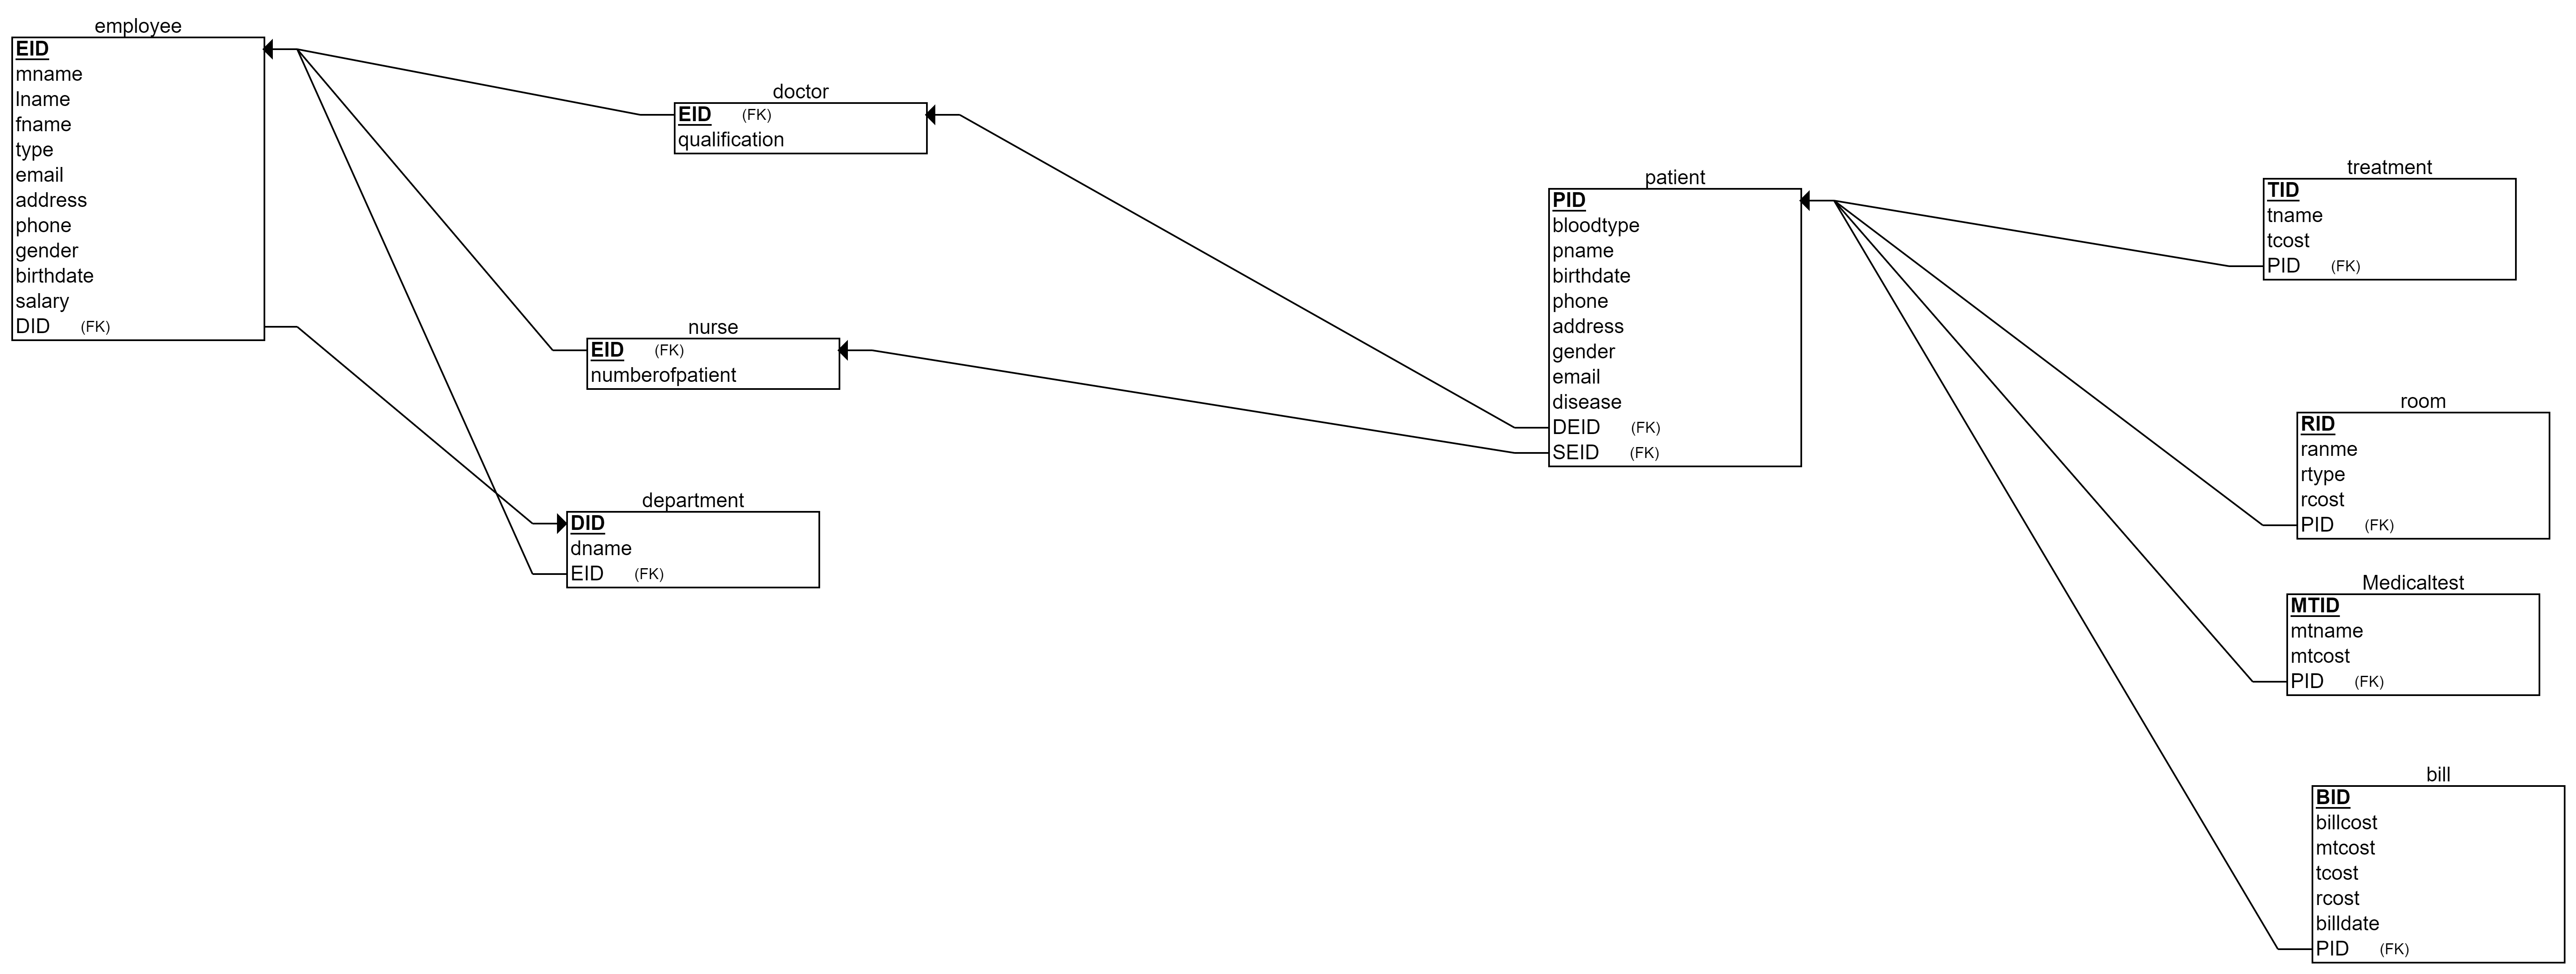 employee
EID
mname
lname
fname
type
email
address
phone
gender
birthdate
salary
DID (FK)
doctor
EID (FK)
qualification
nurse
EID (FK)
numberofpatient
department
DID
dname
EID (FK)
patient
PID
bloodtype
pname
birthdate
phone
address
gender
email
disease
DEID (FK)
SEID (FK)
treatment
TID
tname
tcost
PID (FK)
room
RID
ranme
rtype
rcost
PID (FK)
Medicaltest
MTID
mtname
mtcost
PID (FK)
bill
BID
billcost
mtcost
tcost
rcost
billdate
PID (FK)